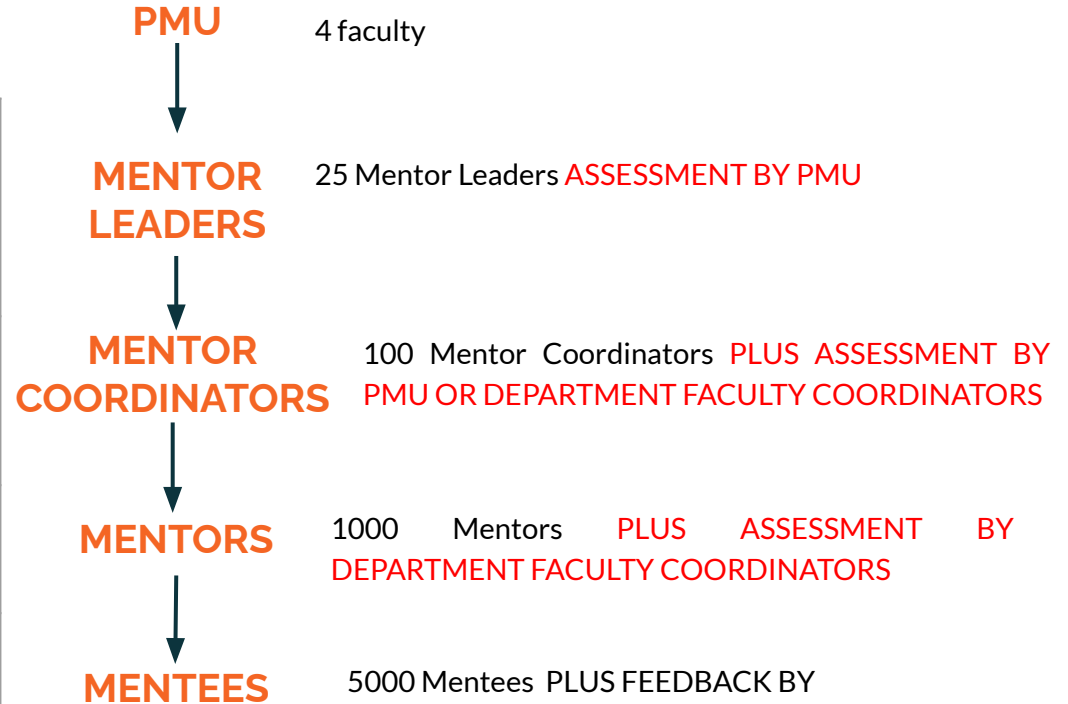 PMU
4 faculty
MENTOR
LEADERS
25 Mentor Leaders ASSESSMENT BY PMU
MENTOR
COORDINATORS
100 Mentor Coordinators PLUS ASSESSMENT BY
PMU OR DEPARTMENT FACULTY COORDINATORS
MENTORS
1000 Mentors PLUS ASSESSMENT BY
DEPARTMENT FACULTY COORDINATORS
MENTEES
5000 Mentees PLUS FEEDBACK BY